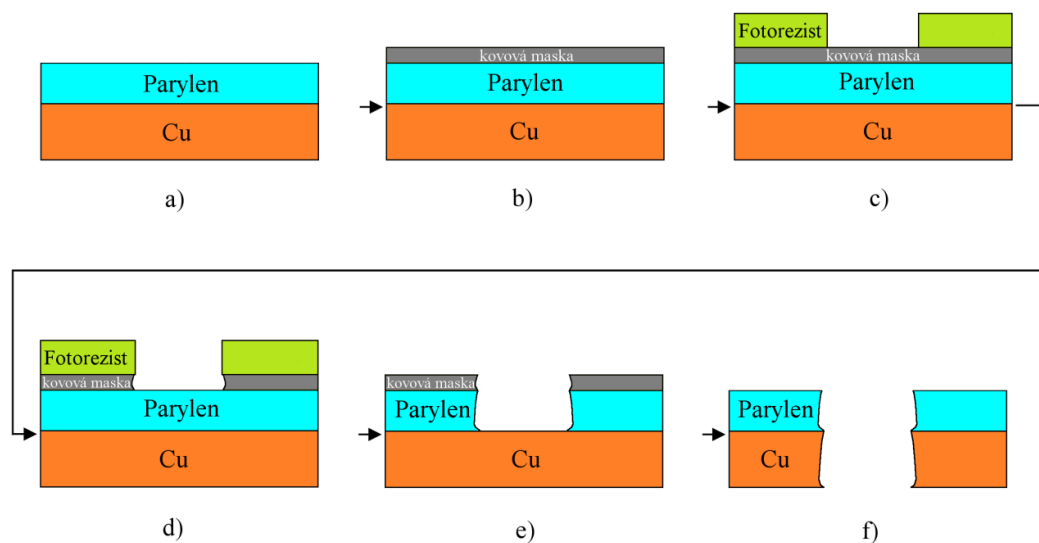 Parylen
Cu
a)
kovová maska
Parylen
Cu
b)
Fotorezist
kovová maska
Parylen
Cu
c)
Fotorezist
kovová maska
Parylen
Cu
d)
kovová maska
Parylen
Cu
e)
Parylen
Cu
f)